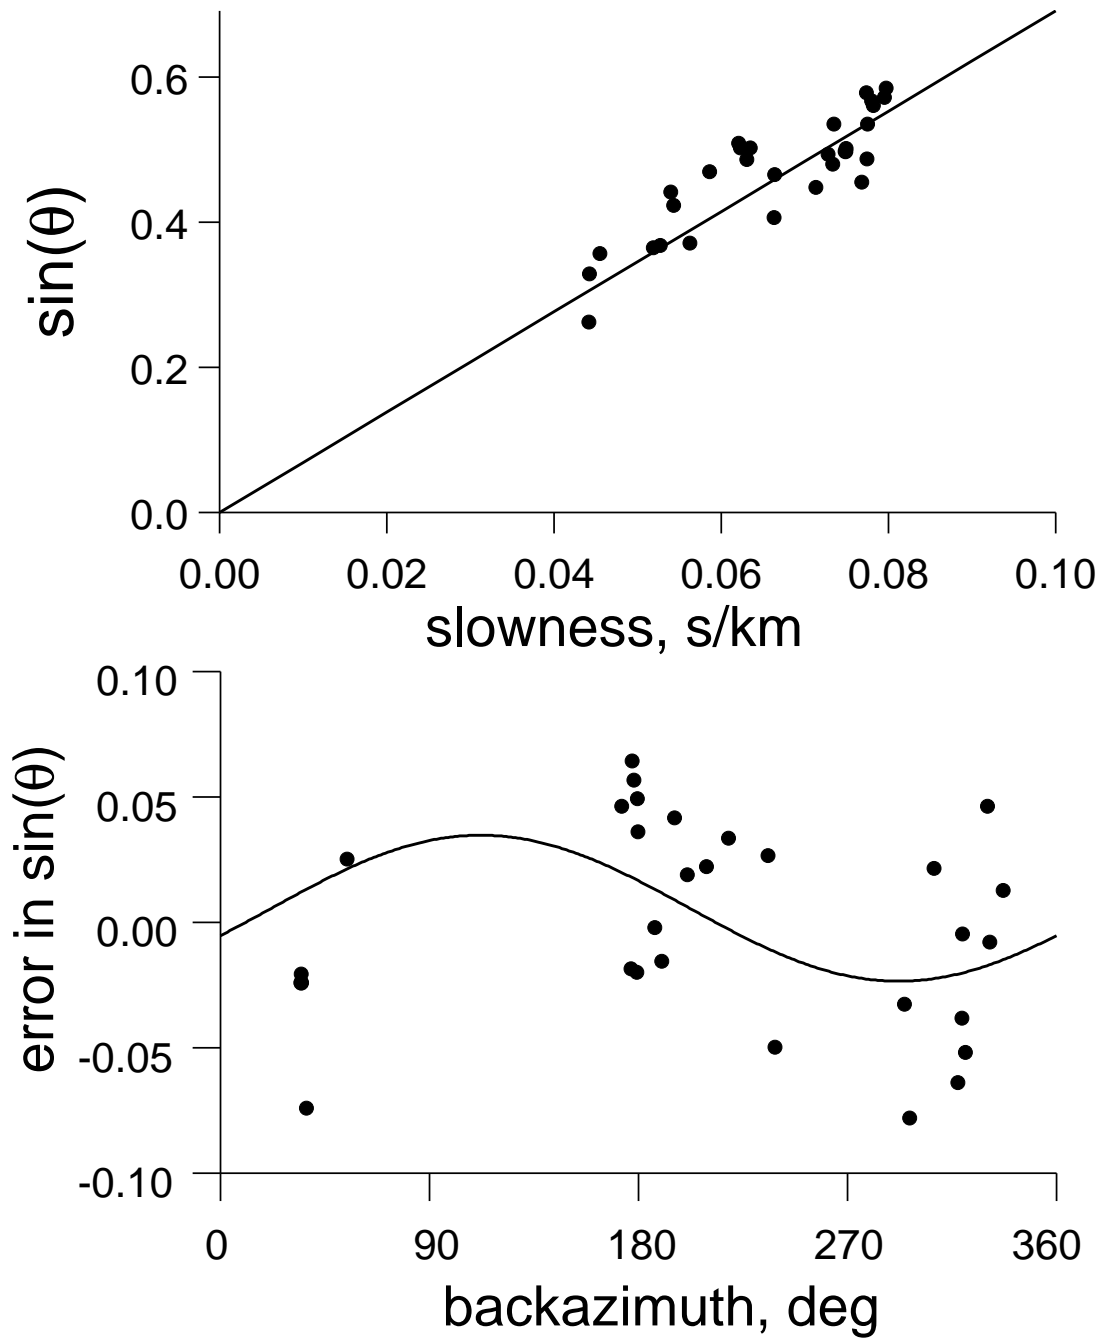 0.6
0.4
0.2
0.0
sin(θ)
0.00 0.02 0.04 0.06 0.08 0.10
slowness, s/km
0.10
0.05
0.00
-0.05
-0.10
error in sin(θ)
0 90 180 270 360
backazimuth, deg